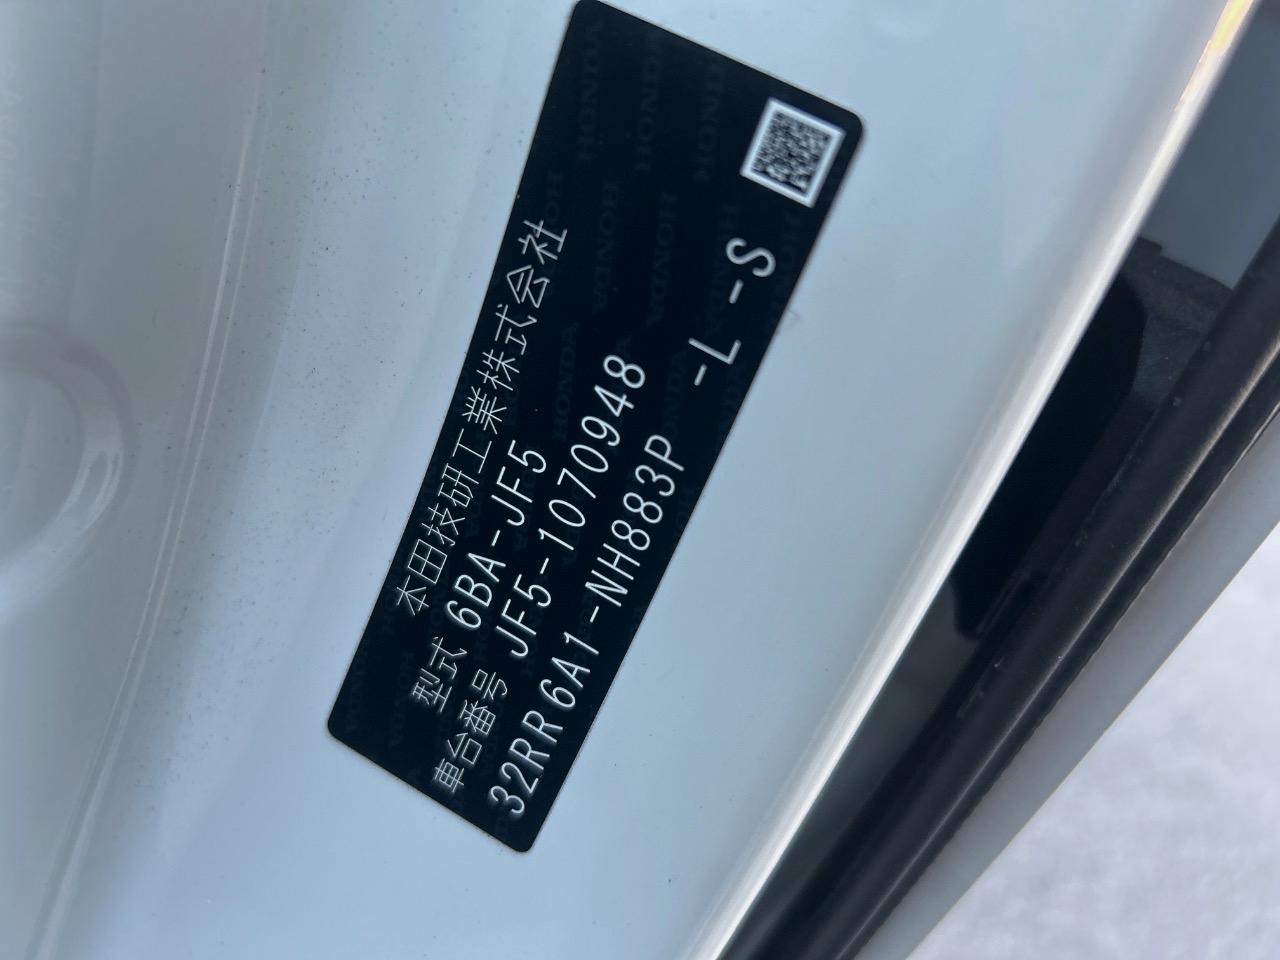 本田技研工業株式会社
型式 6BA-JF5
車台番号 JF5-1070948
32RR6A1-NH883P -L-S